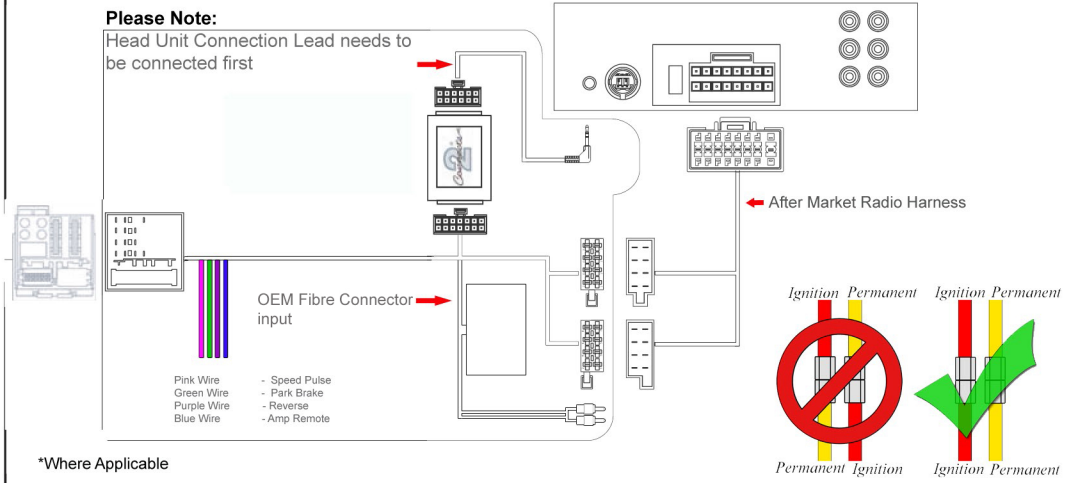 Please Note:
Head Unit Connection Lead needs to
be connected first
Connects
2
After Market Radio Harness
OEM Fibre Connector
input
Pink Wire - Speed Pulse
Green Wire - Park Brake
Purple Wire - Reverse
Blue Wire - Amp Remote
*Where Applicable
Ignition Permanent Ignition Permanent
Permanent Ignition Ignition Permanent